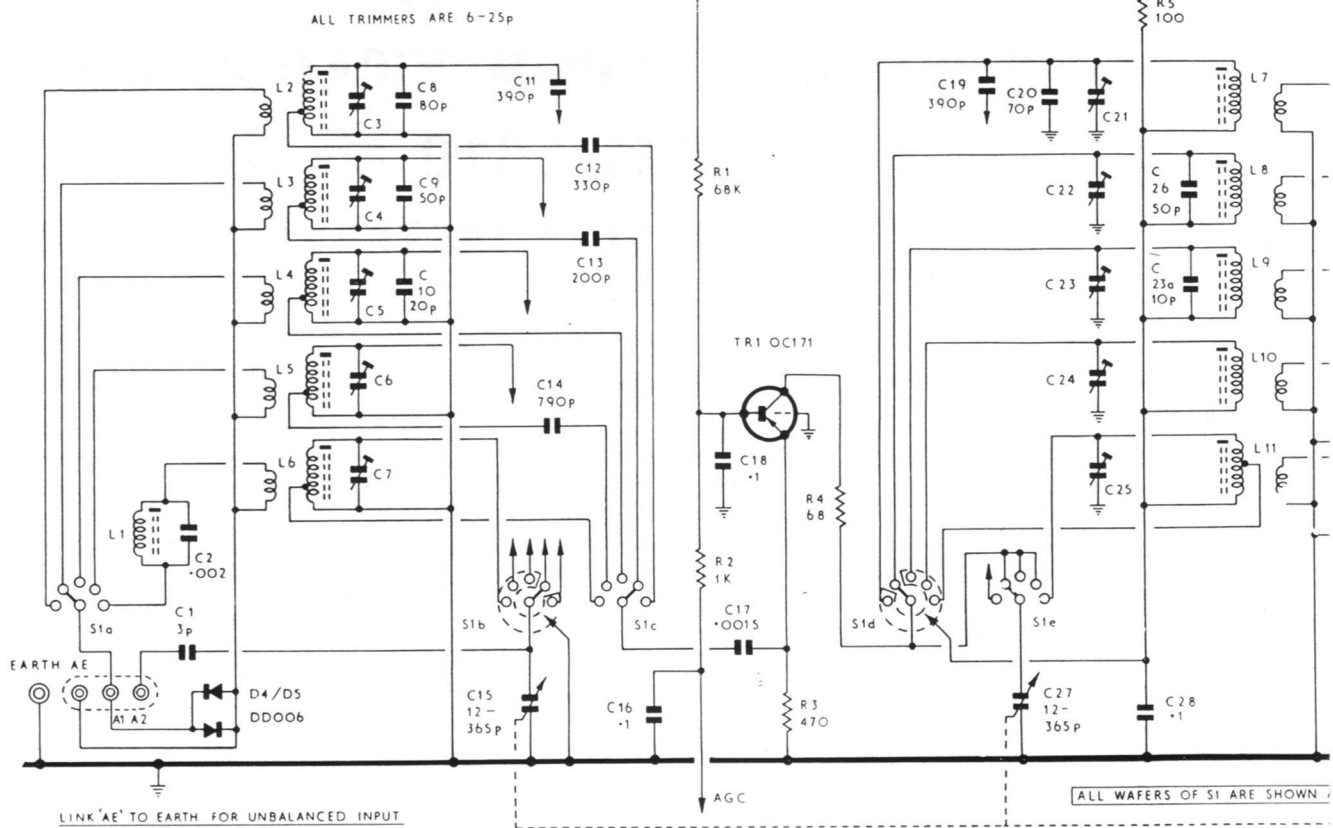 ALL TRIMMERS ARE 6-25p
R5
100
L2
C3
C8
80p
C11
390p
C12
330p
L3
C4
C9
50p
C13
200p
L4
C5
C
10
20p
L5
C6
C14
790p
L6
C7
L1
C2
·002
S1a
C1
3p
EARTH AE
A1 A2
D4/D5
DD006
LINK 'AE' TO EARTH FOR UNBALANCED INPUT
S1b
S1c
C15
12-
365p
C16
·1
R1
68K
R2
1K
C17
·0015
C18
·1
TR1 OC171
R4
68
R3
470
AGC
C19
390p
C20
70p
C21
L7
C22
C
26
50p
L8
C23
C
23a
10p
L9
C24
L10
C25
L11
S1d
S1e
C27
12-
365p
C28
·1
ALL WAFERS OF S1 ARE SHOWN